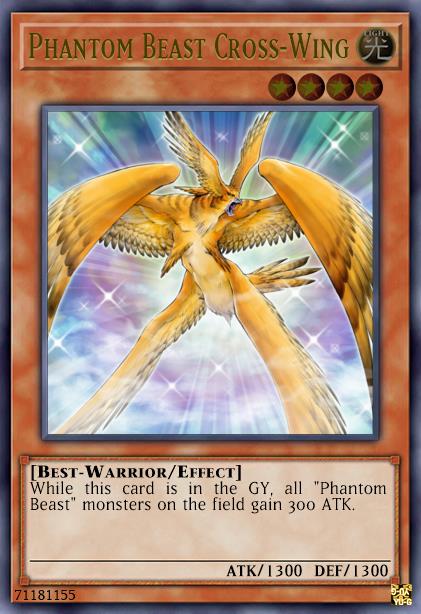 Phantom Beast Cross-Wing
LIGHT
光
[Best-Warrior/Effect]
While this card is in the GY, all "Phantom
Beast" monsters on the field gain 300 ATK.
ATK/1300 DEF/1300
71181155